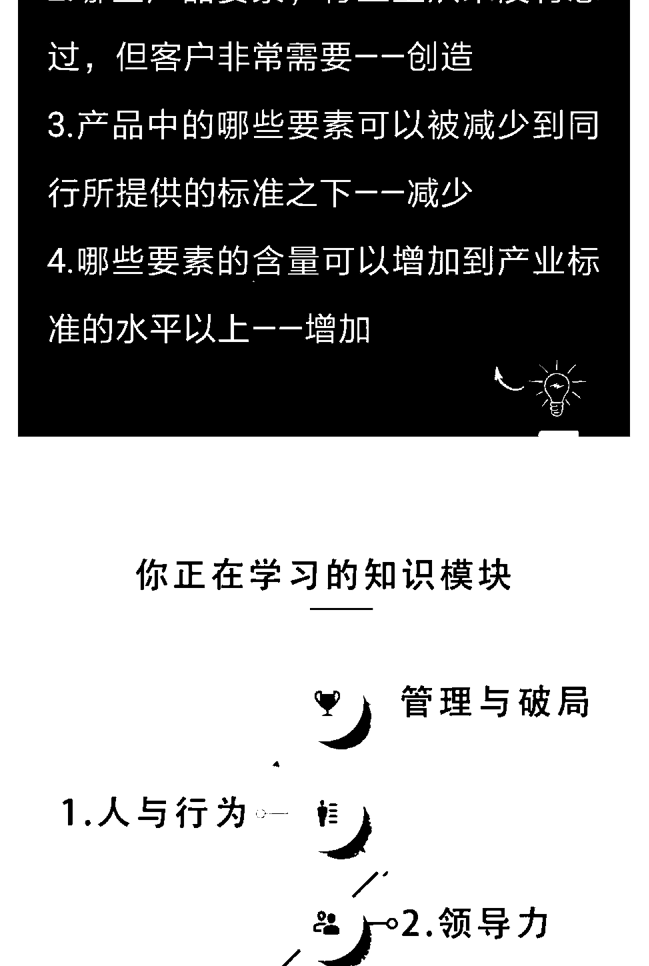 过，但客户非常需要——创造
3.产品中的哪些要素可以被减少到同
行所提供的标准之下——减少
4.哪些要素的含量可以增加到产业标
准的水平以上——增加
你正在学习的知识模块
管理与破局
1.人与行为
2.领导力